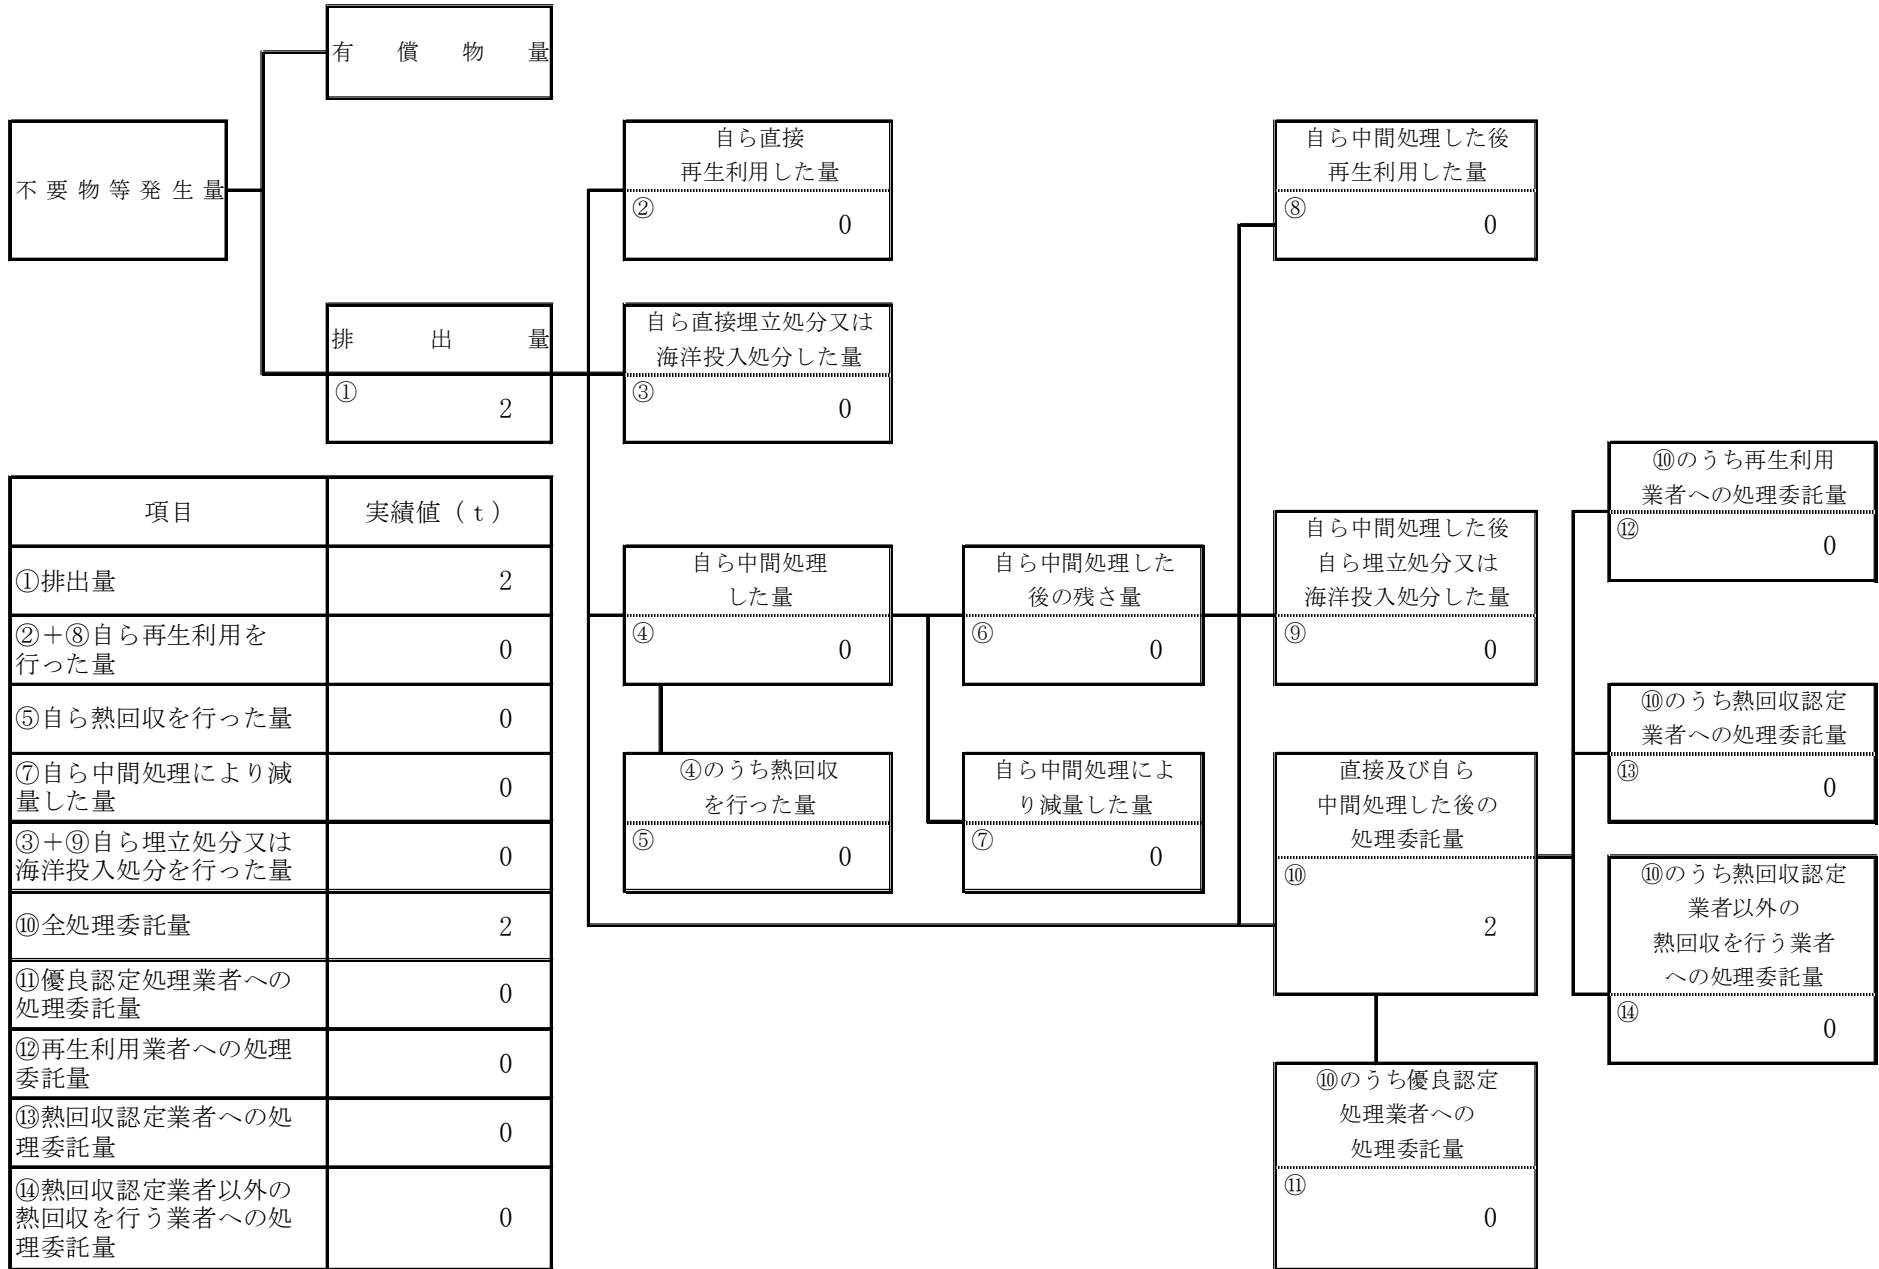 有償物量
不要物等発生量
排出量
①
2
自ら直接
再生利用した量
②
0
自ら直接埋立処分又は
海洋投入処分した量
③
0
自ら中間処理
した量
④
0
④のうち熱回収
を行った量
⑤
0
自ら中間処理した
後の残さ量
⑥
0
自ら中間処理によ
り減量した量
⑦
0
自ら中間処理した後
再生利用した量
⑧
0
自ら中間処理した後
自ら埋立処分又は
海洋投入処分した量
⑨
0
直接及び自ら
中間処理した後の
処理委託量
⑩
2
⑩のうち優良認定
処理業者への
処理委託量
⑪
0
⑩のうち再生利用
業者への処理委託量
⑫
0
⑩のうち熱回収認定
業者への処理委託量
⑬
0
⑩のうち熱回収認定
業者以外の
熱回収を行う業者
への処理委託量
⑭
0
項目 実績値（ｔ）
①排出量 2
②＋⑧自ら再生利用を
行った量 0
⑤自ら熱回収を行った量 0
⑦自ら中間処理により減
量した量 0
③＋⑨自ら埋立処分又は
海洋投入処分を行った量 0
⑩全処理委託量 2
⑪優良認定処理業者への
処理委託量 0
⑫再生利用業者への処理
委託量 0
⑬熱回収認定業者への処
理委託量 0
⑭熱回収認定業者以外の
熱回収を行う業者への処
理委託量 0